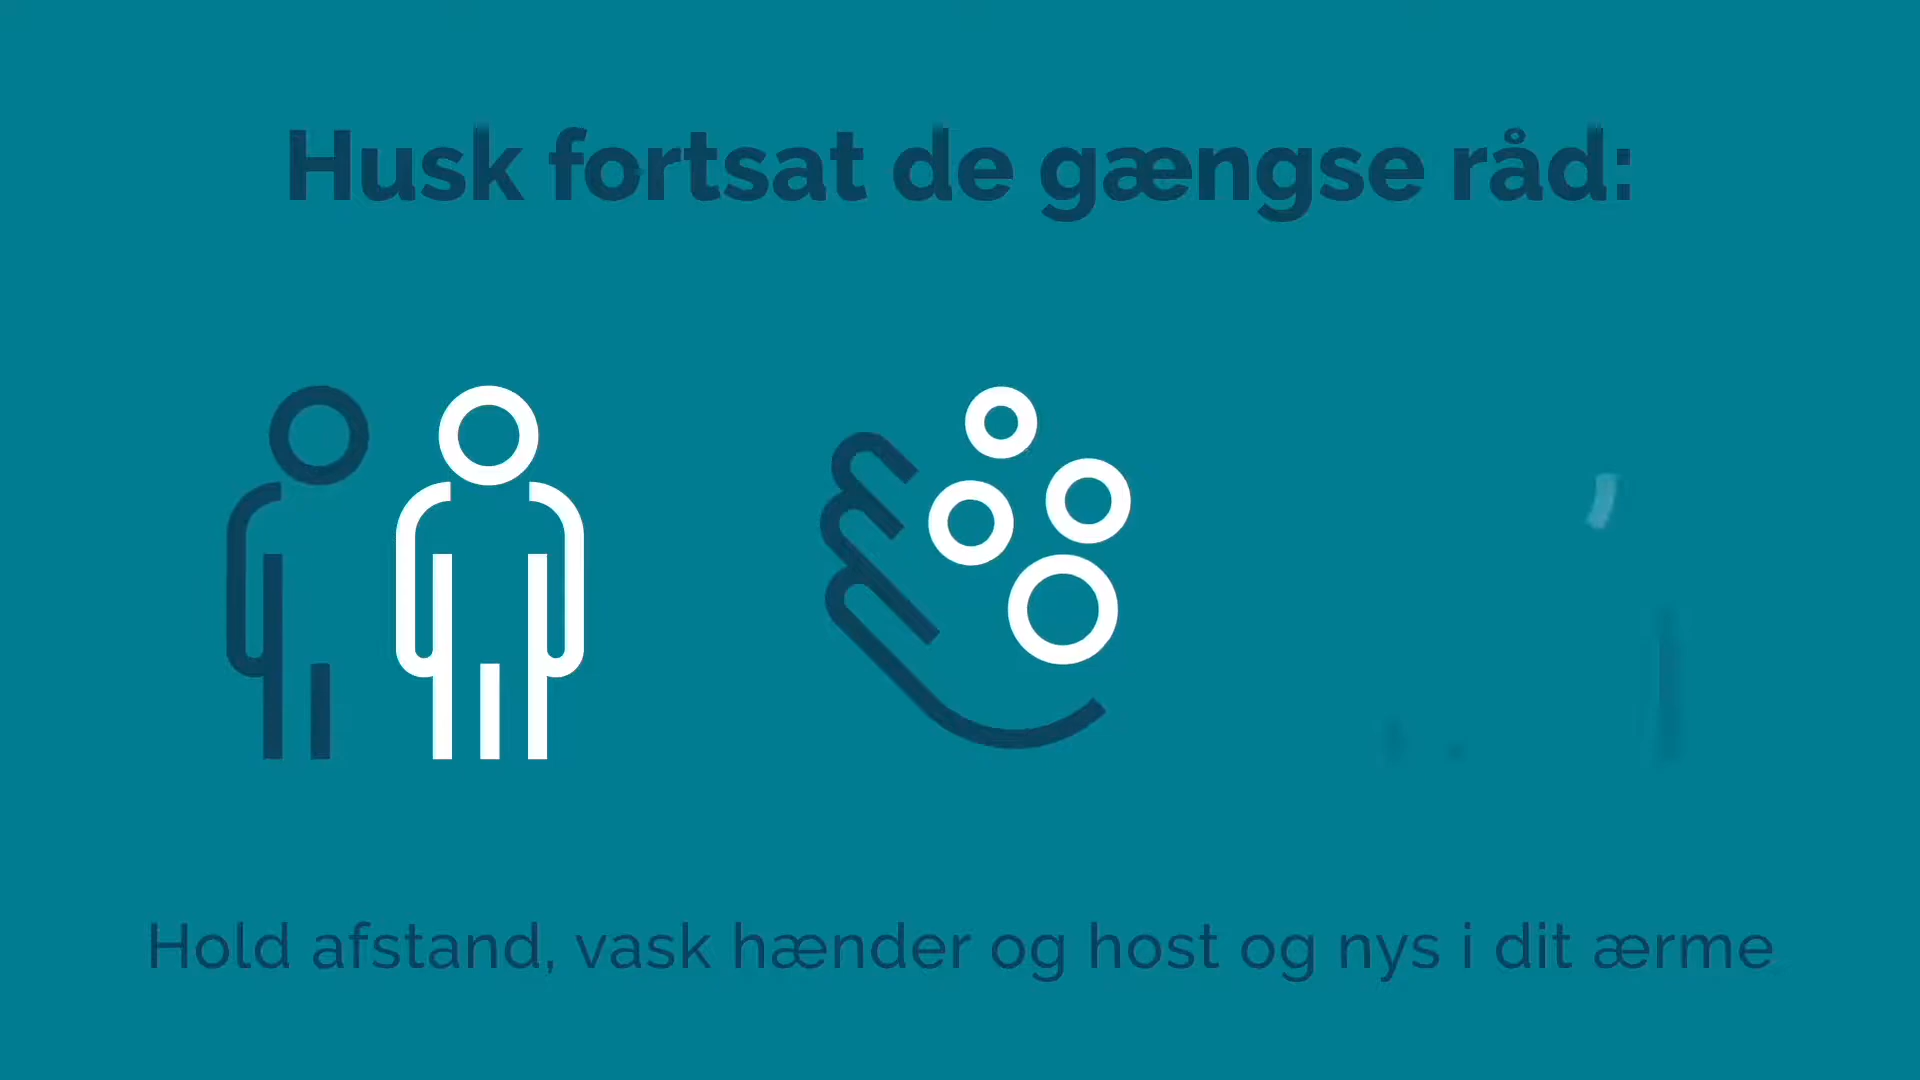 Husk fortsat de gængse råd:
Hold afstand, vask hænder og host og nys i dit ærme